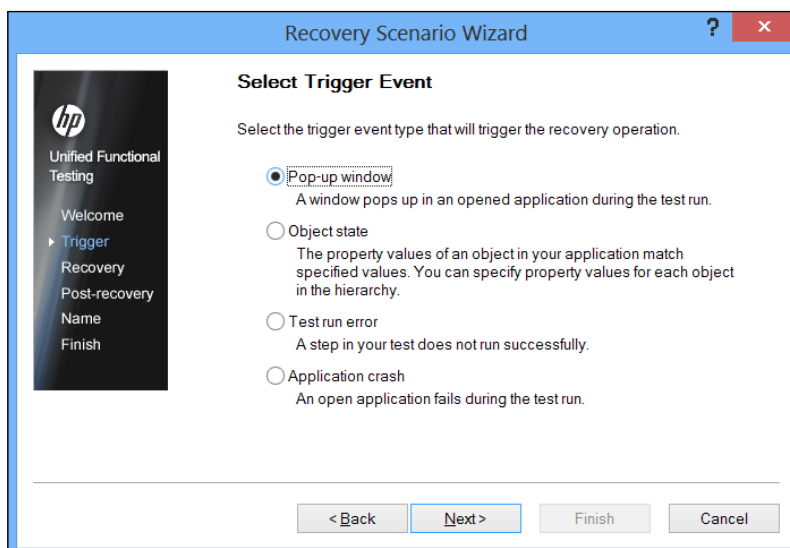 Recovery Scenario Wizard
?
×
hp
Unified Functional
Testing
Welcome
Trigger
Recovery
Post-recovery
Name
Finish
Select Trigger Event
Select the trigger event type that will trigger the recovery operation.
Pop-up window
A window pops up in an opened application during the test run.
Object state
The property values of an object in your application match
specified values. You can specify property values for each object
in the hierarchy.
Test run error
A step in your test does not run successfully.
Application crash
An open application fails during the test run.
< Back
Next >
Finish
Cancel